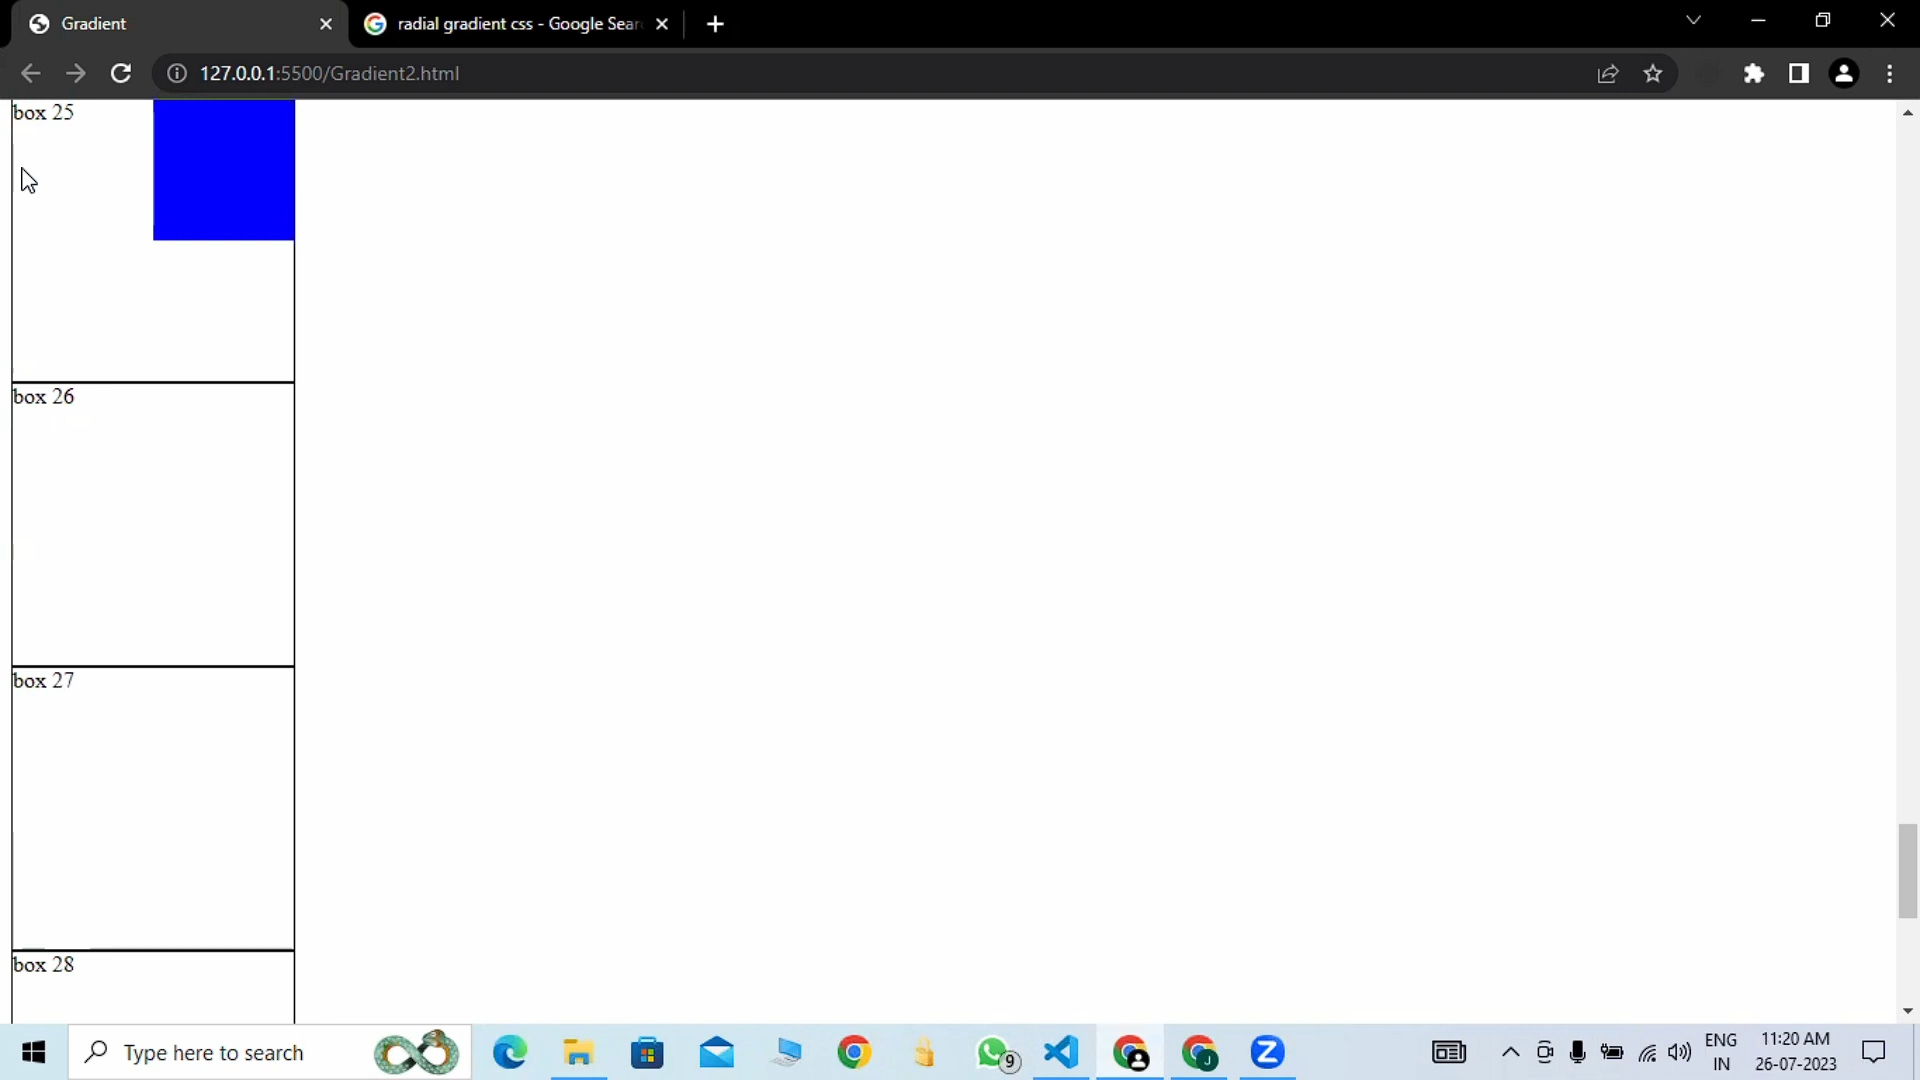 Gradient
radial gradient css - Google Sear
127.0.0.1:5500/Gradient2.html
box 25
box 26
box 27
box 28
Type here to search
9
J
Z
ENG
IN
11:20 AM
26-07-2023